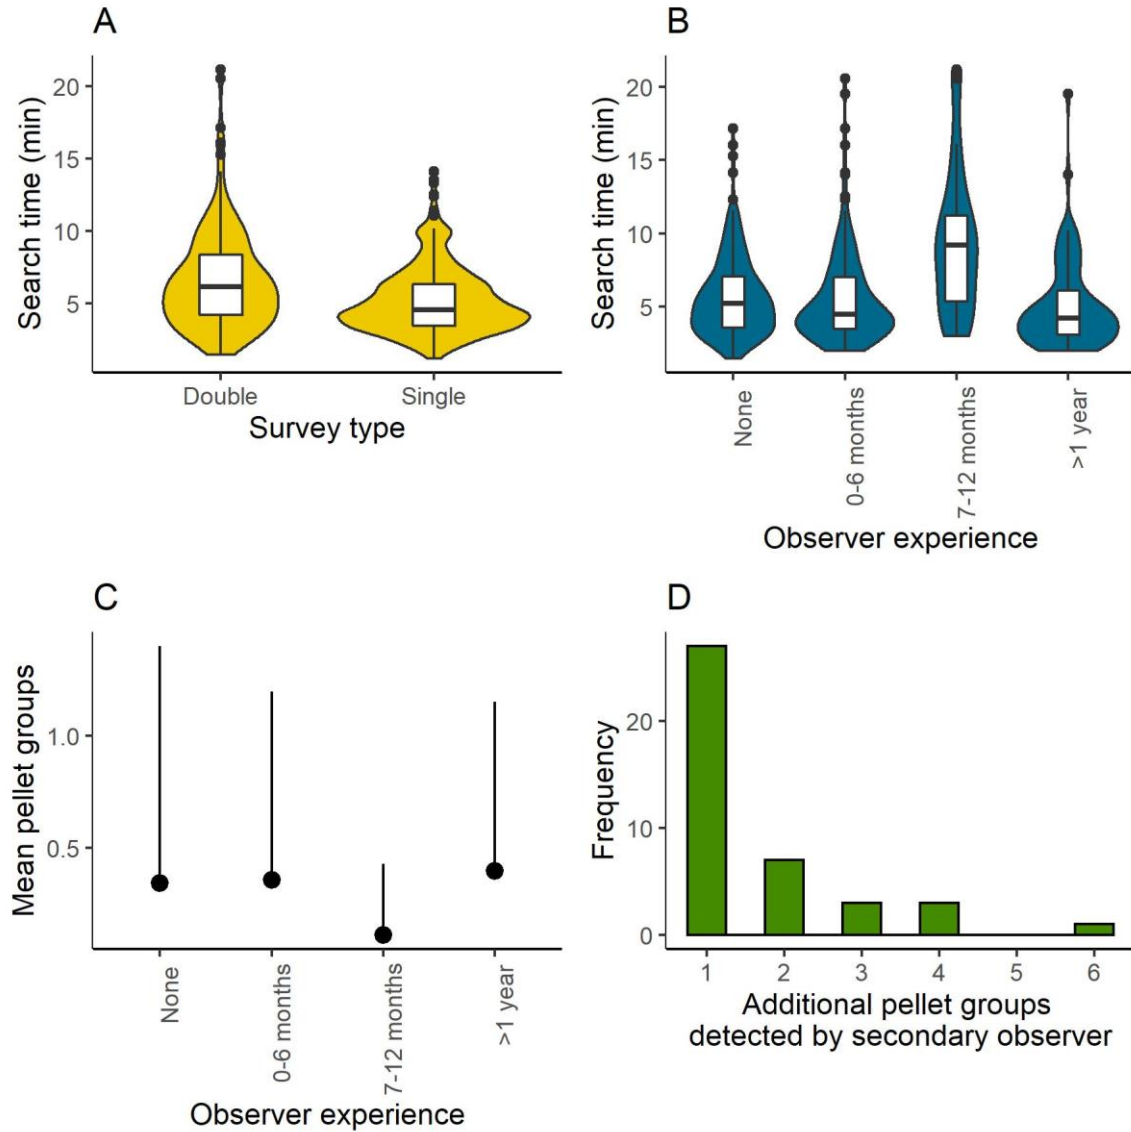 A
Search time (min)
20
15
10
5
Double
Single
Survey type
B
Search time (min)
20
15
10
5
None
0-6 months
7-12 months
>1 year
Observer experience
C
Mean pellet groups
1.0
0.5
None
0-6 months
7-12 months
>1 year
Observer experience
D
Frequency
20
10
0
1
2
3
4
5
6
Additional pellet groups
detected by secondary observer